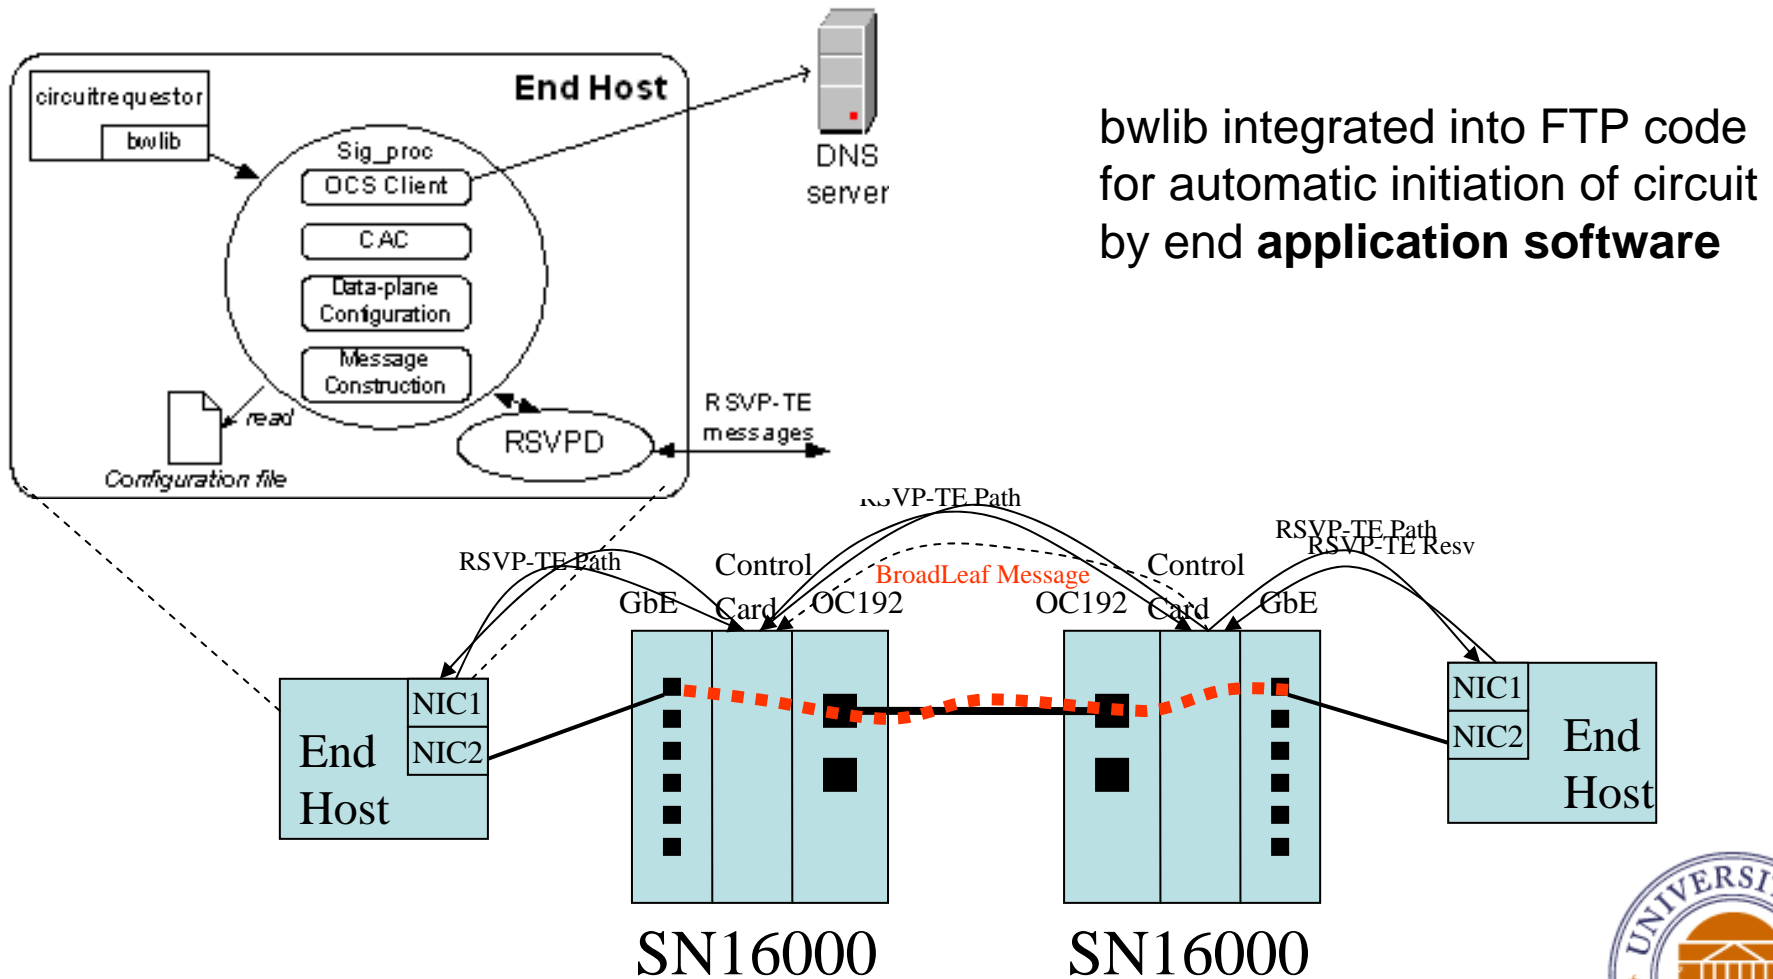 End Host
circuitrequestor
bwlib
Sig_proc
OCS Client
CAC
Data-plane
Configuration
Message
Construction
read
Configuration file
RSVPD
RSVP-TE
messages
DNS
server
bwlib integrated into FTP code
for automatic initiation of circuit
by end application software
RSVP-TE Path
RSVP-TE Path
RSVP-TE Path
RSVP-TE Resv
Control
Card
GbE
OC192
BroadLeaf Message
Control
Card
OC192
GbE
NIC1
NIC2
End
Host
NIC1
NIC2
End
Host
SN16000
SN16000